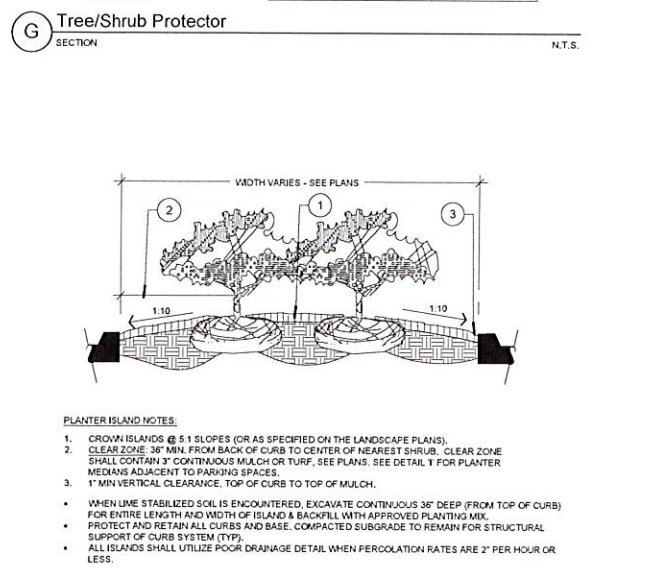 G
Tree/Shrub Protector
SECTION
N.T.S.
WIDTH VARIES - SEE PLANS
2
1
3
1:10
1:10
PLANTER ISLAND NOTES:
1. CROWN ISLANDS @ 5:1 SLOPES (OR AS SPECIFIED ON THE LANDSCAPE PLANS).
2. CLEAR ZONE: 36" MIN. FROM BACK OF CURB TO CENTER OF NEAREST SHRUB. CLEAR ZONE
SHALL CONTAIN 3" CONTINUOUS MULCH OR TURF, SEE PLANS. SEE DETAIL 'I' FOR PLANTER
MEDIANS ADJACENT TO PARKING SPACES.
3. 1" MIN VERTICAL CLEARANCE, TOP OF CURB TO TOP OF MULCH.
• WHEN LIME STABILIZED SOIL IS ENCOUNTERED, EXCAVATE CONTINUOUS 36" DEEP (FROM TOP OF CURB)
FOR ENTIRE LENGTH AND WIDTH OF ISLAND & BACKFILL WITH APPROVED PLANTING MIX.
• PROTECT AND RETAIN ALL CURBS AND BASE. COMPACTED SUBGRADE TO REMAIN FOR STRUCTURAL
SUPPORT OF CURB SYSTEM (TYP).
• ALL ISLANDS SHALL UTILIZE POOR DRAINAGE DETAIL WHEN PERCOLATION RATES ARE 2" PER HOUR OR
LESS.